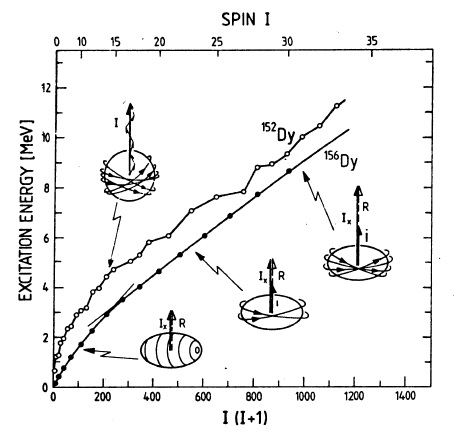 SPIN I
0 10 15 20 25 30 35
EXCITATION ENERGY [MeV]
12
10
8
6
4
2
0
152Dy
156Dy
I
Ix R
i
Ix R
i
Ix R
0 200 400 600 800 1000 1200 1400
I (I+1)